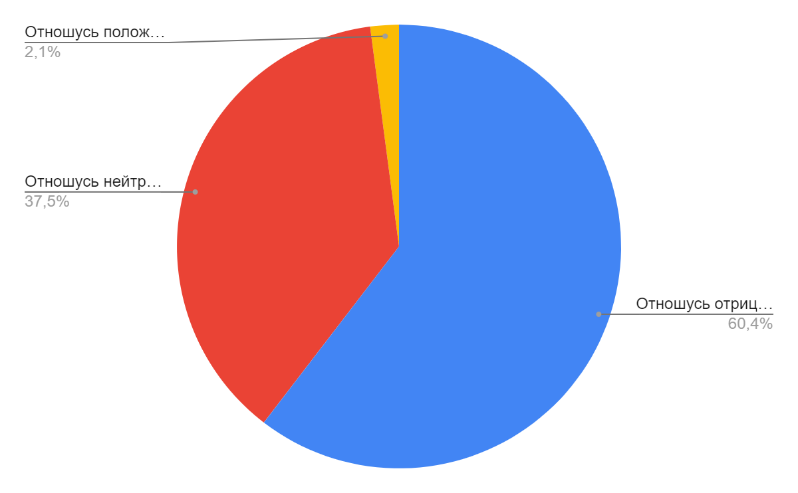 Отношусь полож…
2,1%
Отношусь нейтр…
37,5%
Отношусь отриц…
60,4%